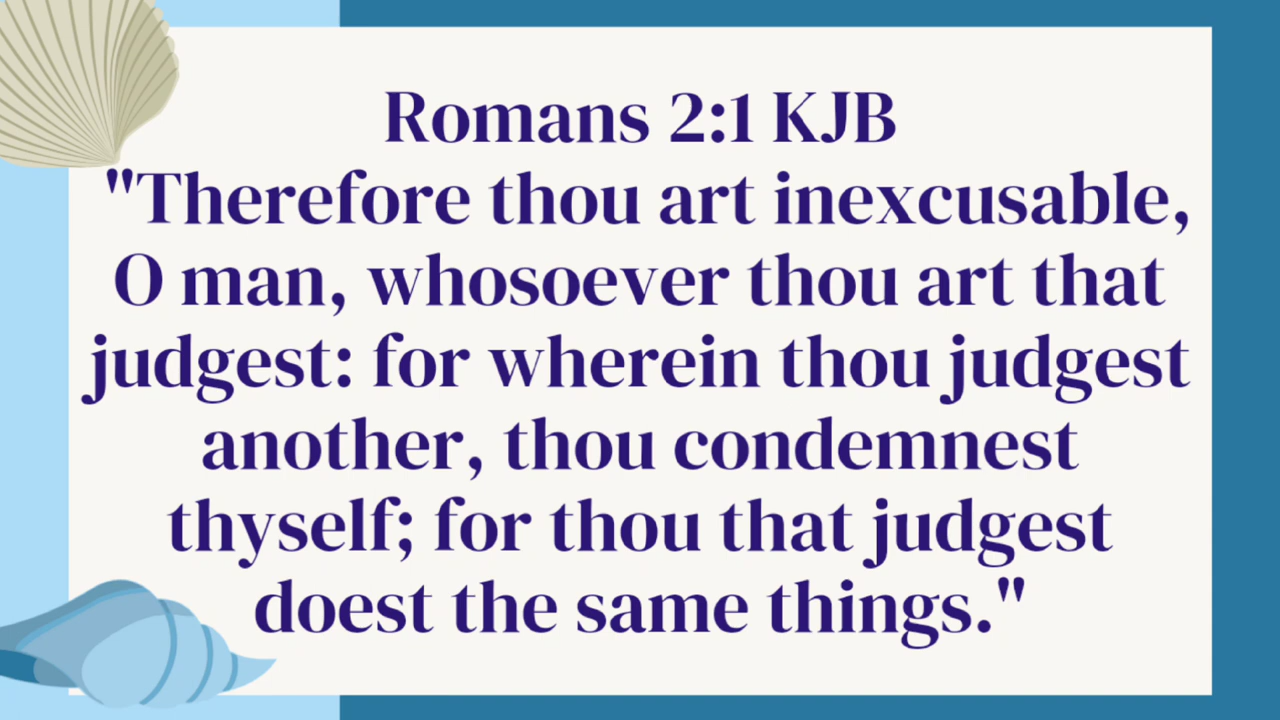 Romans 2:1 KJB
"Therefore thou art inexcusable,
O man, whosoever thou art that
judgest: for wherein thou judgest
another, thou condemnest
thyself; for thou that judgest
doest the same things."